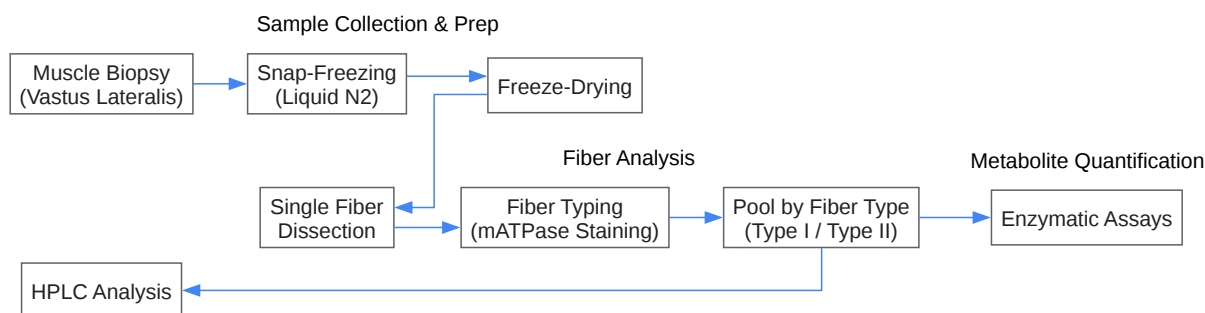 Sample Collection & Prep
Muscle Biopsy
(Vastus Lateralis)
Snap-Freezing
(Liquid N2)
Freeze-Drying
Fiber Analysis
Metabolite Quantification
Single Fiber
Dissection
Fiber Typing
(mATPase Staining)
Pool by Fiber Type
(Type I / Type II)
Enzymatic Assays
HPLC Analysis